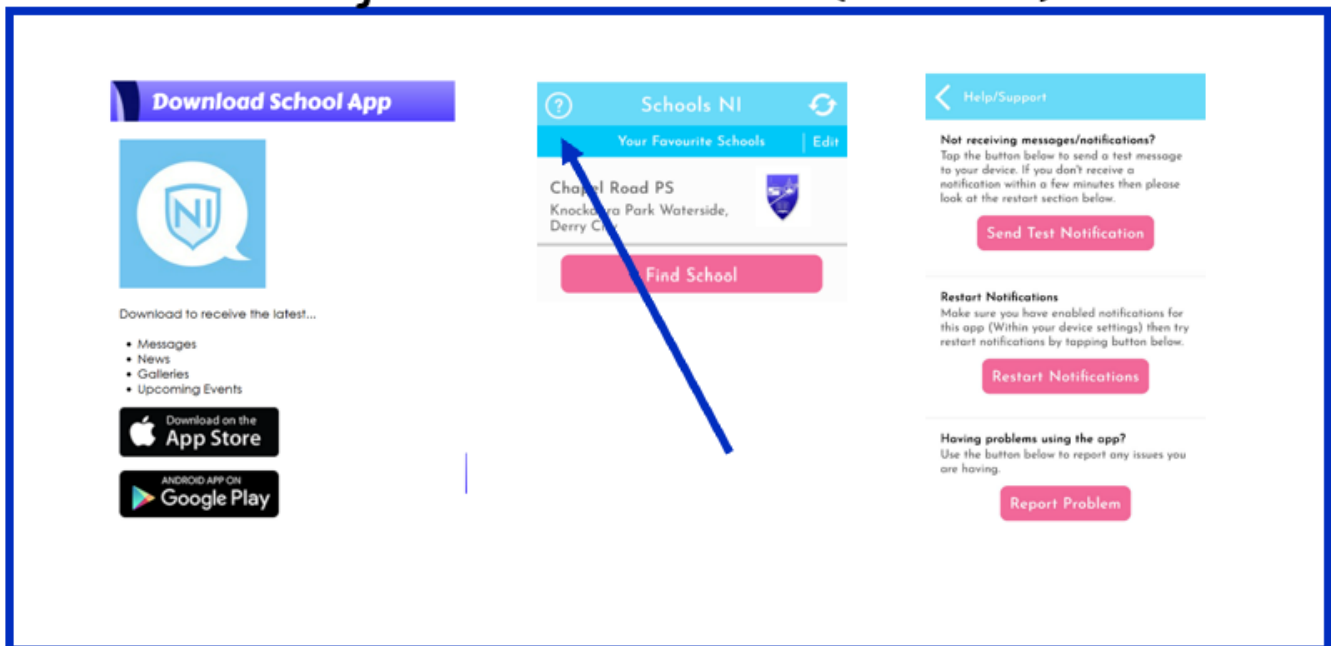 Download School App
NI
Download to receive the latest...
• Messages
• News
• Galleries
• Upcoming Events
Download on the
App Store
ANDROID APP ON
Google Play
? Schools NI
Your Favourite Schools | Edit
Chapel Road PS
Park Waterside,
Derry
Find School
Help/Support
Not receiving messages/notifications?
Tap the button below to send a test message
to your device. If you don't receive a
notification within a few minutes then please
look at the restart section below.
Send Test Notification
Restart Notifications
Make sure you have enabled notifications for
this app (Within your device settings) then try
restart notifications by tapping button below.
Restart Notifications
Having problems using the app?
Use the button below to report any issues you
are having.
Report Problem